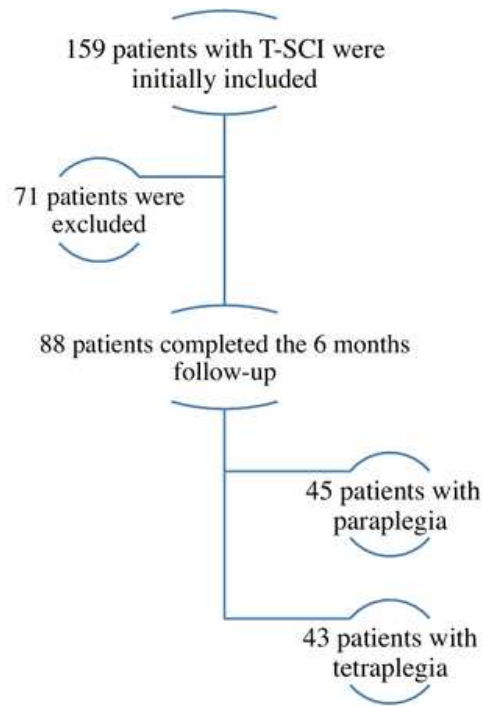 159 patients with T-SCI were
initially included
71 patients were
excluded
88 patients completed the 6 months
follow-up
45 patients with
paraplegia
43 patients with
tetraplegia